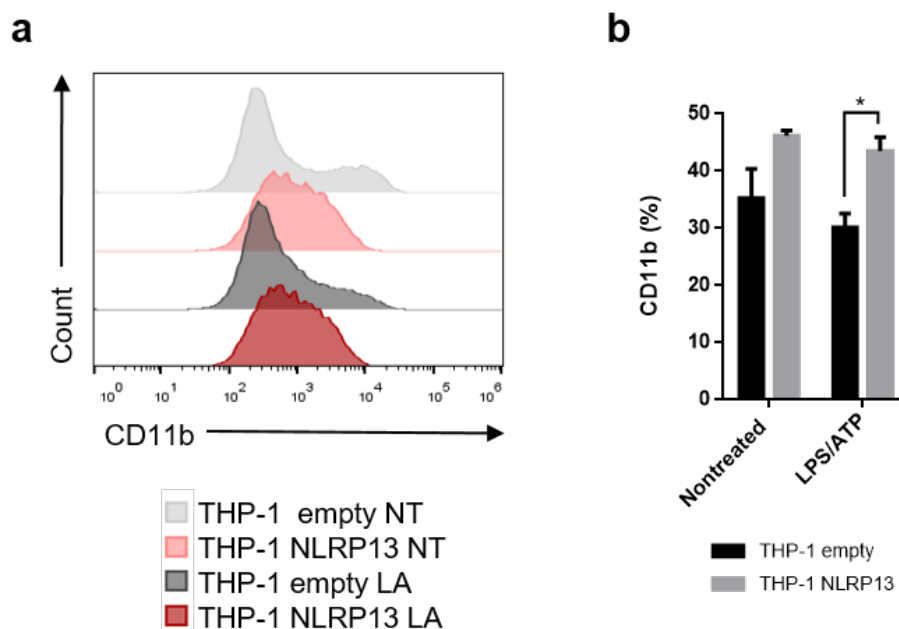 a
Count
10^0 10^1 10^2 10^3 10^4 10^5 10^6
CD11b
THP-1 empty NT
THP-1 NLRP13 NT
THP-1 empty LA
THP-1 NLRP13 LA
b
CD11b (%)
50
40
30
20
10
0
*
Nontreated
LPS/ATP
THP-1 empty
THP-1 NLRP13